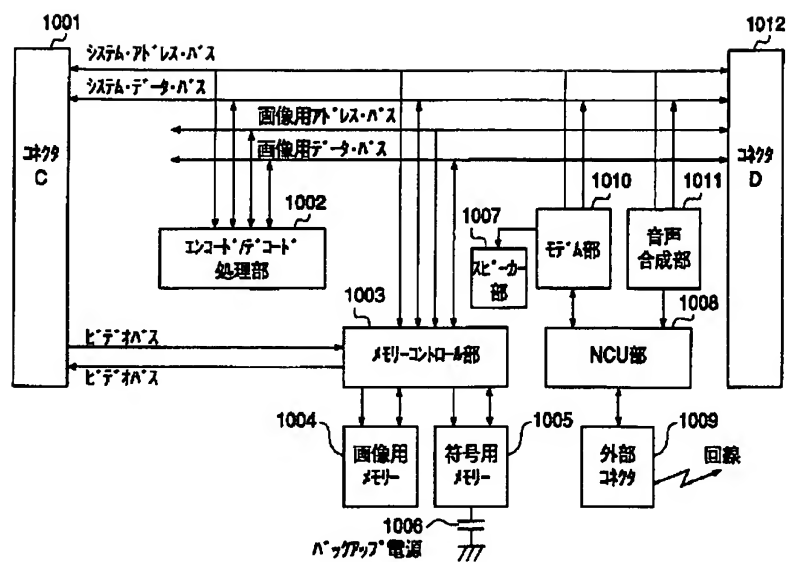 1001
1012
システム・アドレス・バス
システム・データ・バス
画像用アドレス・バス
画像用データ・バス
コネクタ
C
コネクタ
D
1002
エンコード/デコード
処理部
1007
スピーカー
部
1010
モデム部
1011
音声
合成部
1003
メモリーコントロール部
1008
NCU部
ビデオバス
ビデオバス
1004
画像用
メモリー
1005
符号用
メモリー
1009
外部
コネクタ
回線
1006
バックアップ電源